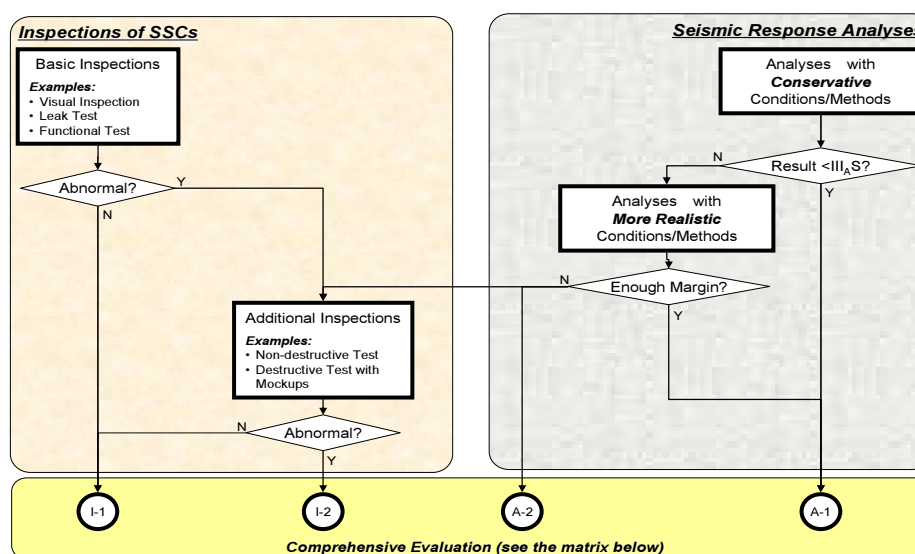 Inspections of SSCs
Basic Inspections
Examples:
• Visual Inspection
• Leak Test
• Functional Test
Abnormal?
Y
N
Additional Inspections
Examples:
• Non-destructive Test
• Destructive Test with
Mockups
Abnormal?
N
Y
Seismic Response Analyses
Analyses with
Conservative
Conditions/Methods
Result <III_AS?
N
Y
Analyses with
More Realistic
Conditions/Methods
Enough Margin?
N
Y
I-1
I-2
A-2
A-1
Comprehensive Evaluation (see the matrix below)